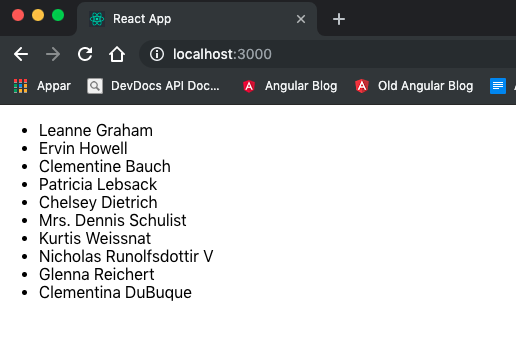 React App
localhost:3000
Appar DevDocs API Doc... Angular Blog Old Angular Blog
Leanne Graham
Ervin Howell
Clementine Bauch
Patricia Lebsack
Chelsey Dietrich
Mrs. Dennis Schulist
Kurtis Weissnat
Nicholas Runolfsdottir V
Glenna Reichert
Clementina DuBuque